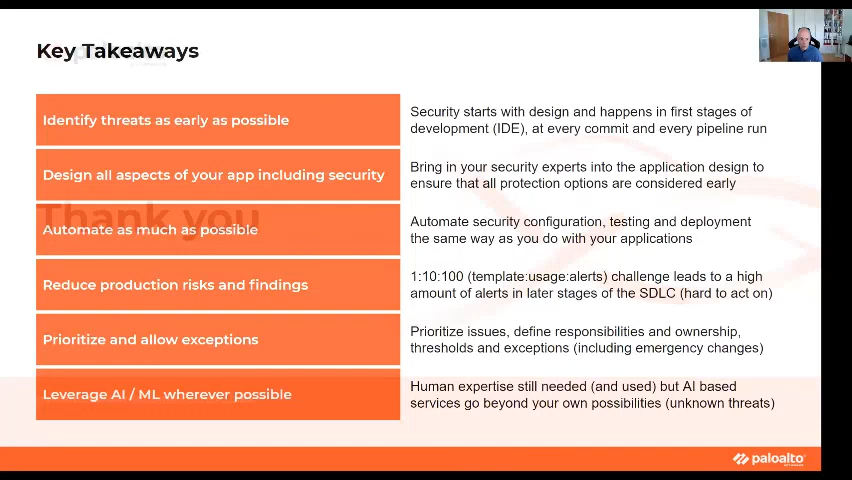 Key Takeaways
Identify threats as early as possible
Security starts with design and happens in first stages of
development (IDE), at every commit and every pipeline run
Design all aspects of your app including security
Bring in your security experts into the application design to
ensure that all protection options are considered early
Thank you
Automate as much as possible
Automate security configuration, testing and deployment
the same way as you do with your applications
Reduce production risks and findings
1:10:100 (template:usage:alerts) challenge leads to a high
amount of alerts in later stages of the SDLC (hard to act on)
Prioritize and allow exceptions
Prioritize issues, define responsibilities and ownership,
thresholds and exceptions (including emergency changes)
Leverage AI / ML wherever possible
Human expertise still needed (and used) but AI based
services go beyond your own possibilities (unknown threats)
paloalto